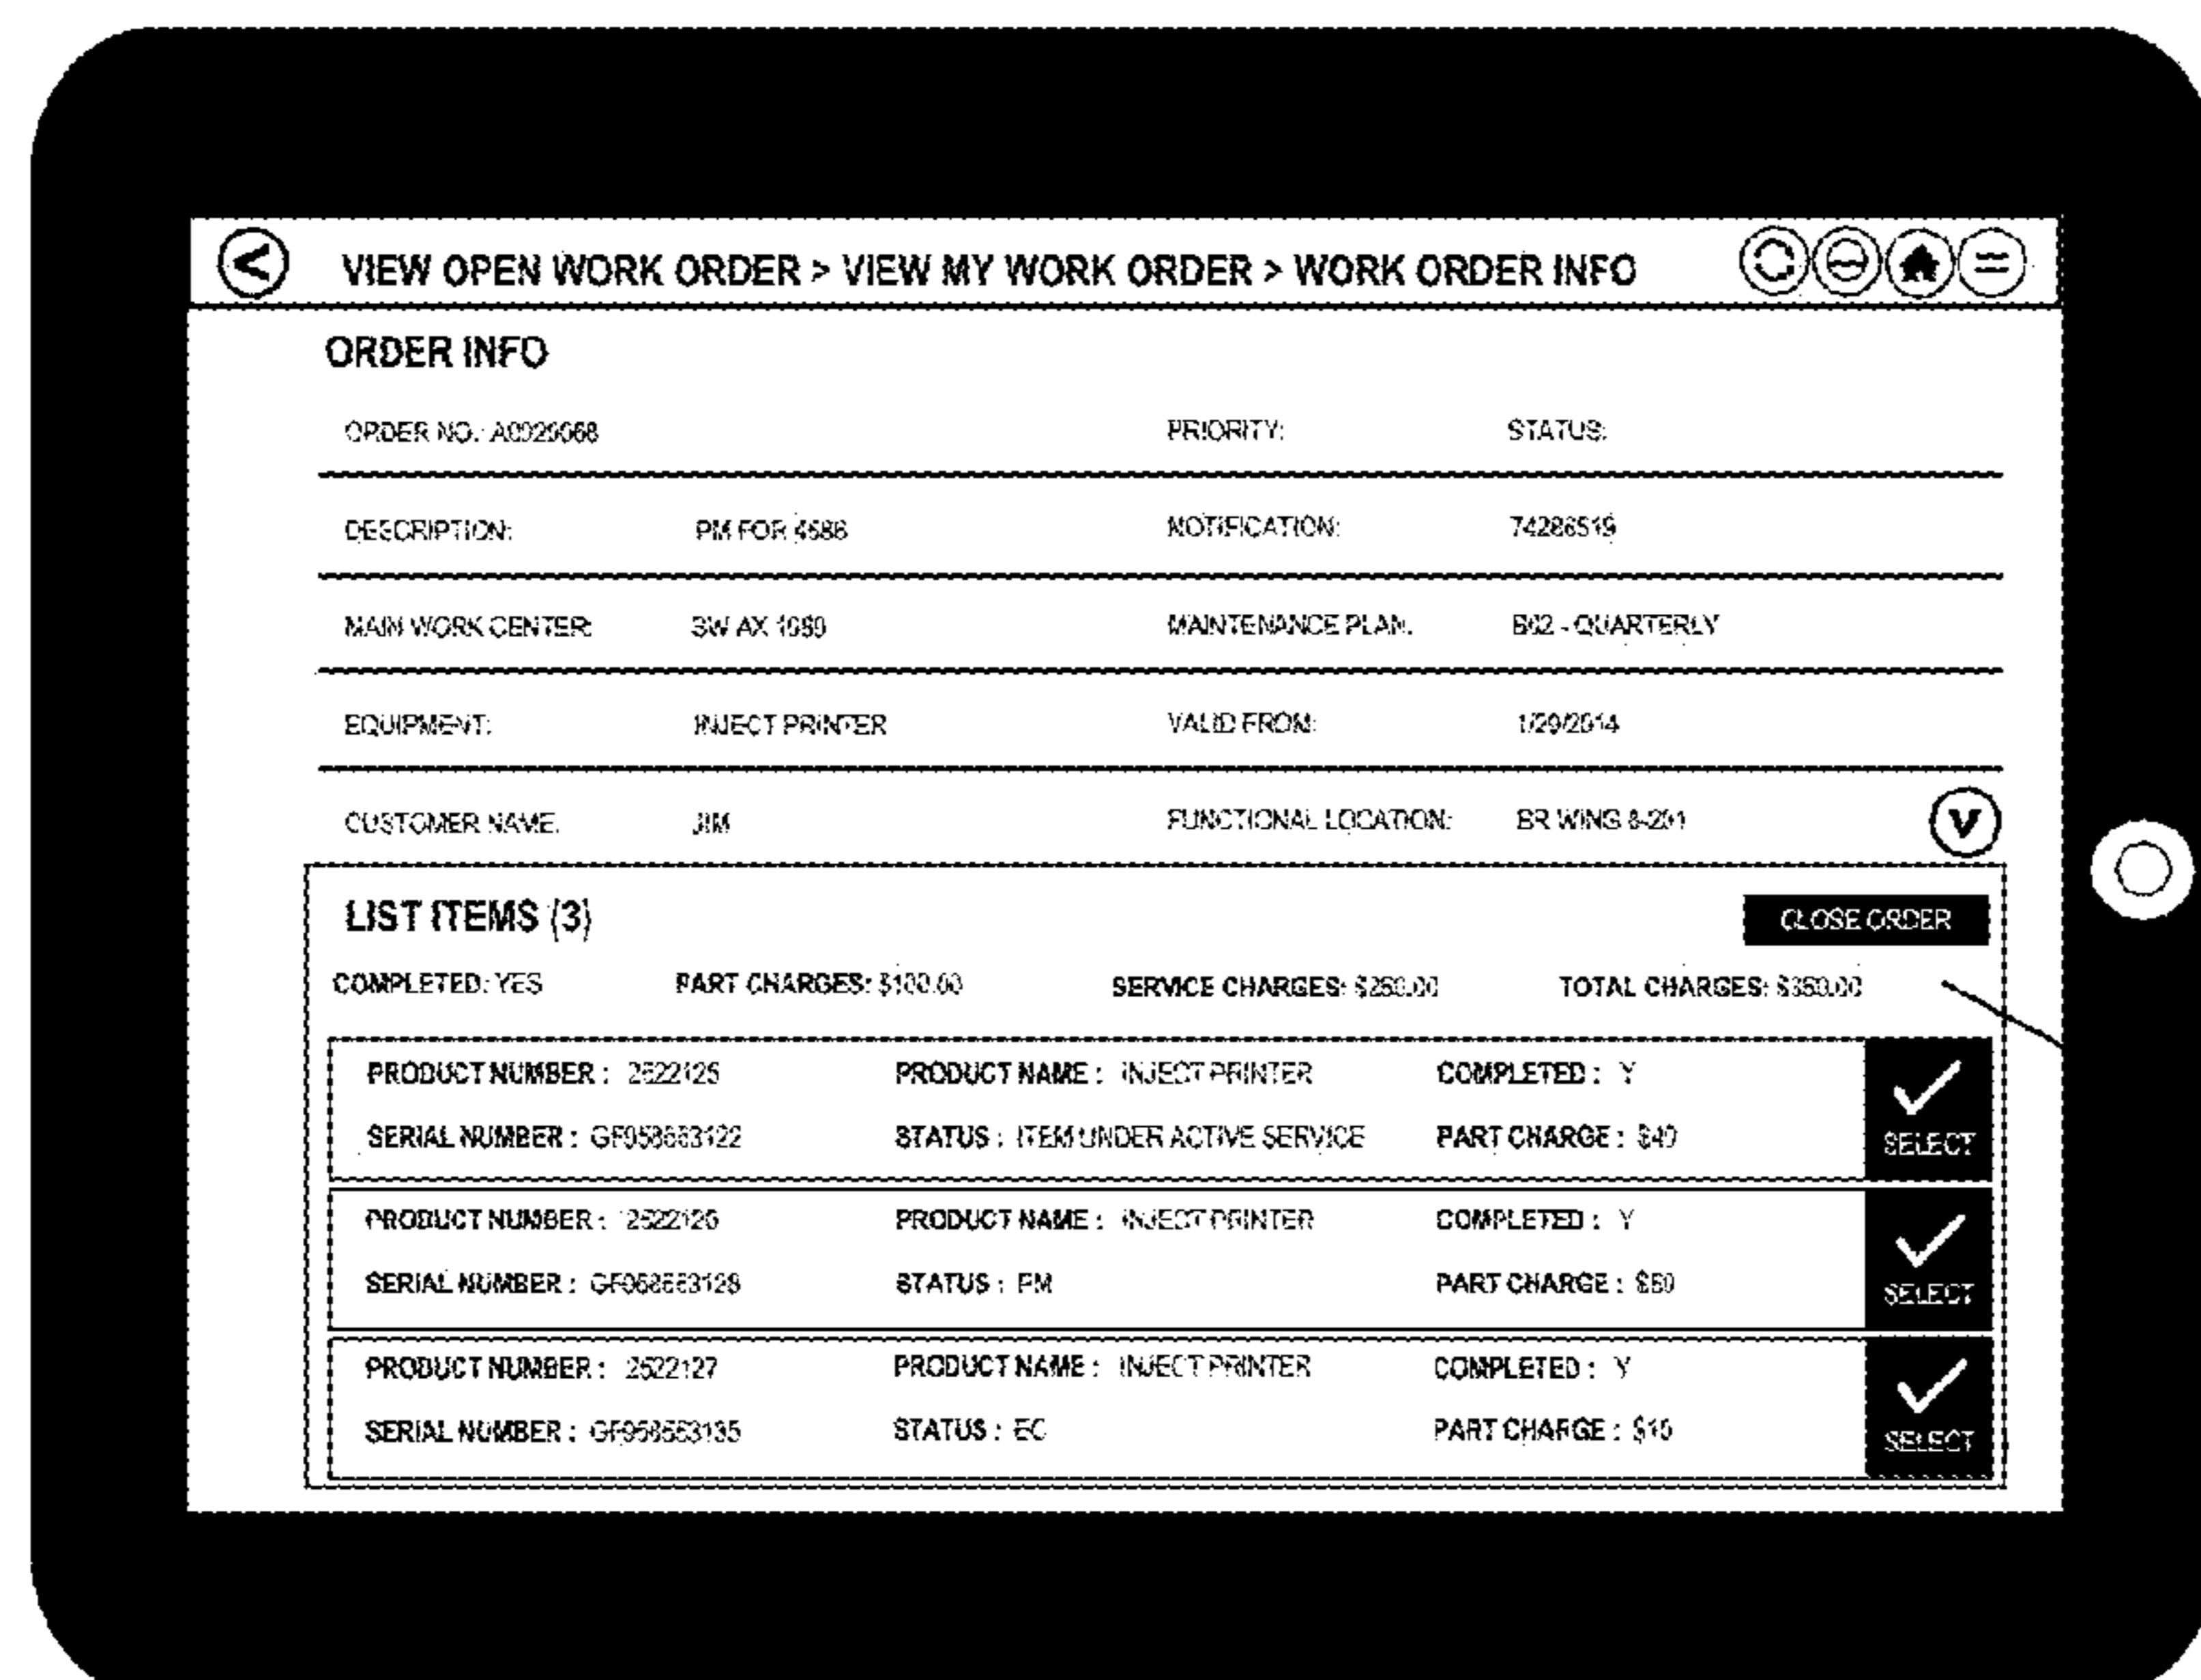 VIEW OPEN WORK ORDER > VIEW MY WORK ORDER > WORK ORDER INFO
ORDER INFO
ORDER NO.: PRIORITY: STATUS:
DESCRIPTION: PM FOR NOTIFICATION: 74286519
MAIN WORK CENTER: SW AX MAINTENANCE PLAN: B02 - QUARTERLY
EQUIPMENT: INJECT PRINTER VALID FROM: 1/29/2014
CUSTOMER NAME: JIM FUNCTIONAL LOCATION: BR WING 8-201
LIST ITEMS (3)
CLOSE ORDER
COMPLETED: YES PART CHARGES: $100.00 SERVICE CHARGES: $250.00 TOTAL CHARGES: $350.00
PRODUCT NUMBER : 2522125 PRODUCT NAME : INJECT PRINTER COMPLETED : Y
SERIAL NUMBER : STATUS : ITEM UNDER ACTIVE SERVICE PART CHARGE : $40
SELECT
PRODUCT NUMBER : 2522126 PRODUCT NAME : INJECT PRINTER COMPLETED : Y
SERIAL NUMBER : STATUS : PM PART CHARGE : $50
SELECT
PRODUCT NUMBER : 2522127 PRODUCT NAME : INJECT PRINTER COMPLETED : Y
SERIAL NUMBER : STATUS : EC PART CHARGE : $10
SELECT